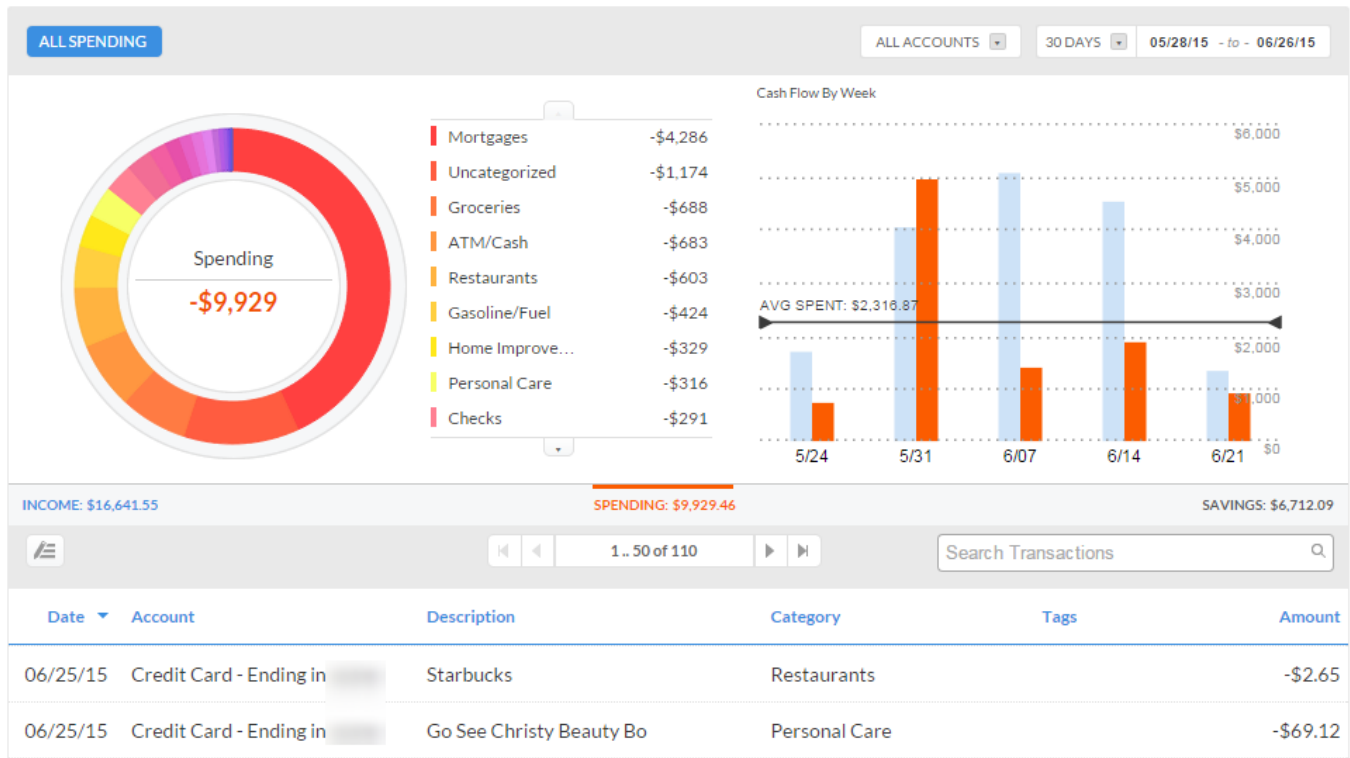 ALL SPENDING
ALL ACCOUNTS
30 DAYS
05/28/15 - to - 06/26/15
Spending
-$9,929
Mortgages -$4,286
Uncategorized -$1,174
Groceries -$688
ATM/Cash -$683
Restaurants -$603
Gasoline/Fuel -$424
Home Improve... -$329
Personal Care -$316
Checks -$291
Cash Flow By Week
$6,000
$5,000
$4,000
$3,000
AVG SPENT: $2,316.87
$2,000
$1,000
$0
5/24 5/31 6/07 6/14 6/21
INCOME: $16,641.55 SPENDING: $9,929.46 SAVINGS: $6,712.09
1 .. 50 of 110
Search Transactions
Date Account Description Category Tags Amount
06/25/15 Credit Card - Ending in Starbucks Restaurants -$2.65
06/25/15 Credit Card - Ending in Go See Christy Beauty Bo Personal Care -$69.12